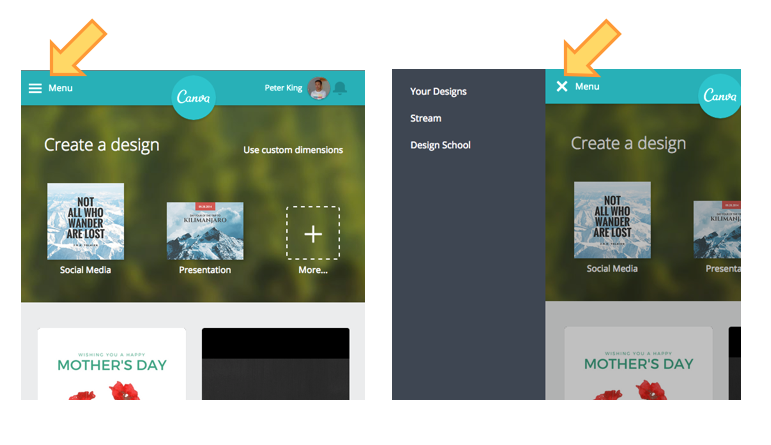 Menu
Canva
Peter King
Create a design
Use custom dimensions
NOT
ALL WHO
WANDER
ARE LOST
KILIMANJARO
Social Media
Presentation
More...
WISHING YOU A HAPPY
MOTHER'S DAY
Your Designs
Stream
Design School
Menu
Canva
Create a design
NOT
ALL WHO
WANDER
ARE LOST
KILIMANJ
Social Media
Presenta
WISHING YOU A HAPPY
MOTHER'S DAY